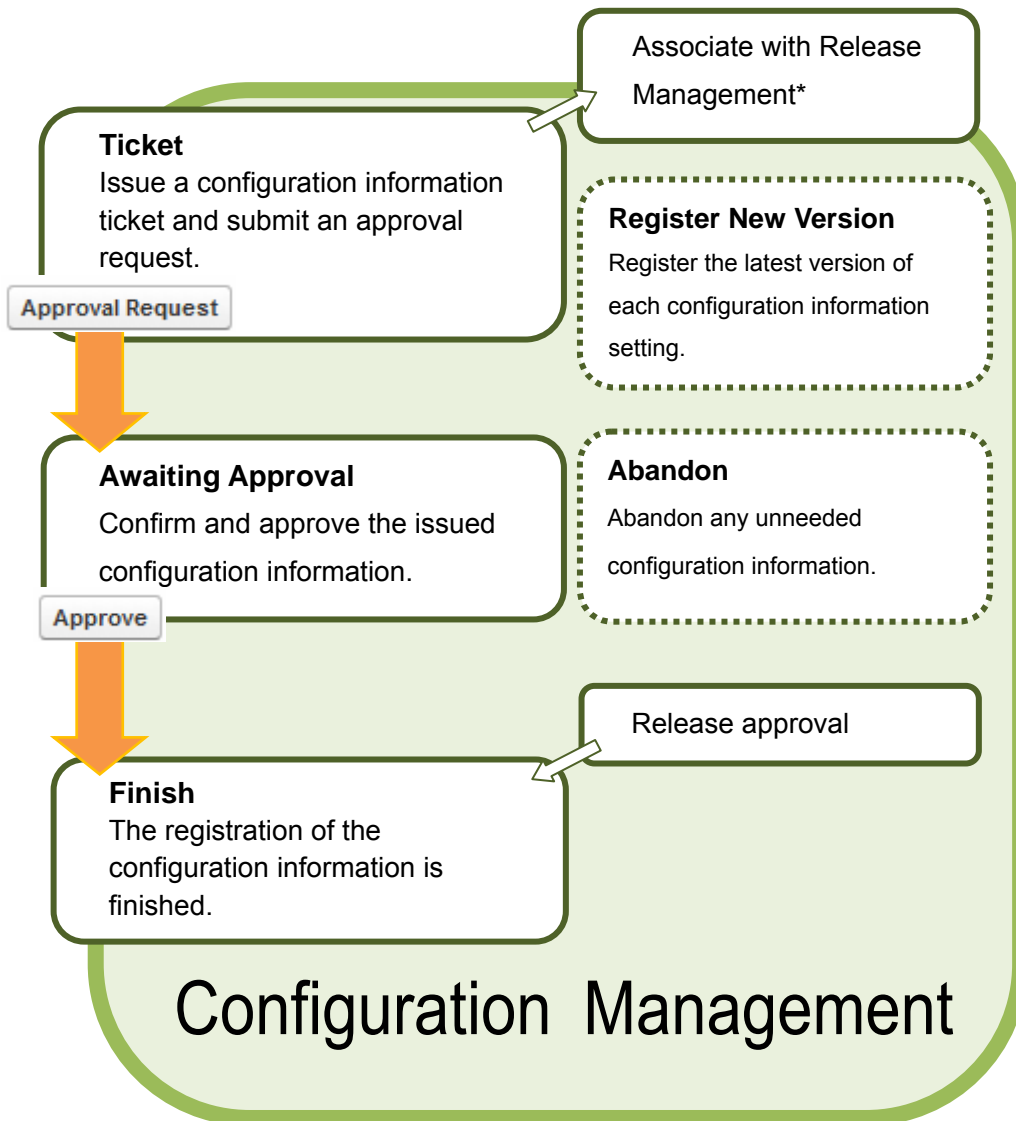 Associate with Release
Management*
Ticket
Issue a configuration information
ticket and submit an approval
request.
Approval Request
Register New Version
Register the latest version of
each configuration information
setting.
Awaiting Approval
Confirm and approve the issued
configuration information.
Approve
Abandon
Abandon any unneeded
configuration information.
Release approval
Finish
The registration of the
configuration information is
finished.
Configuration Management